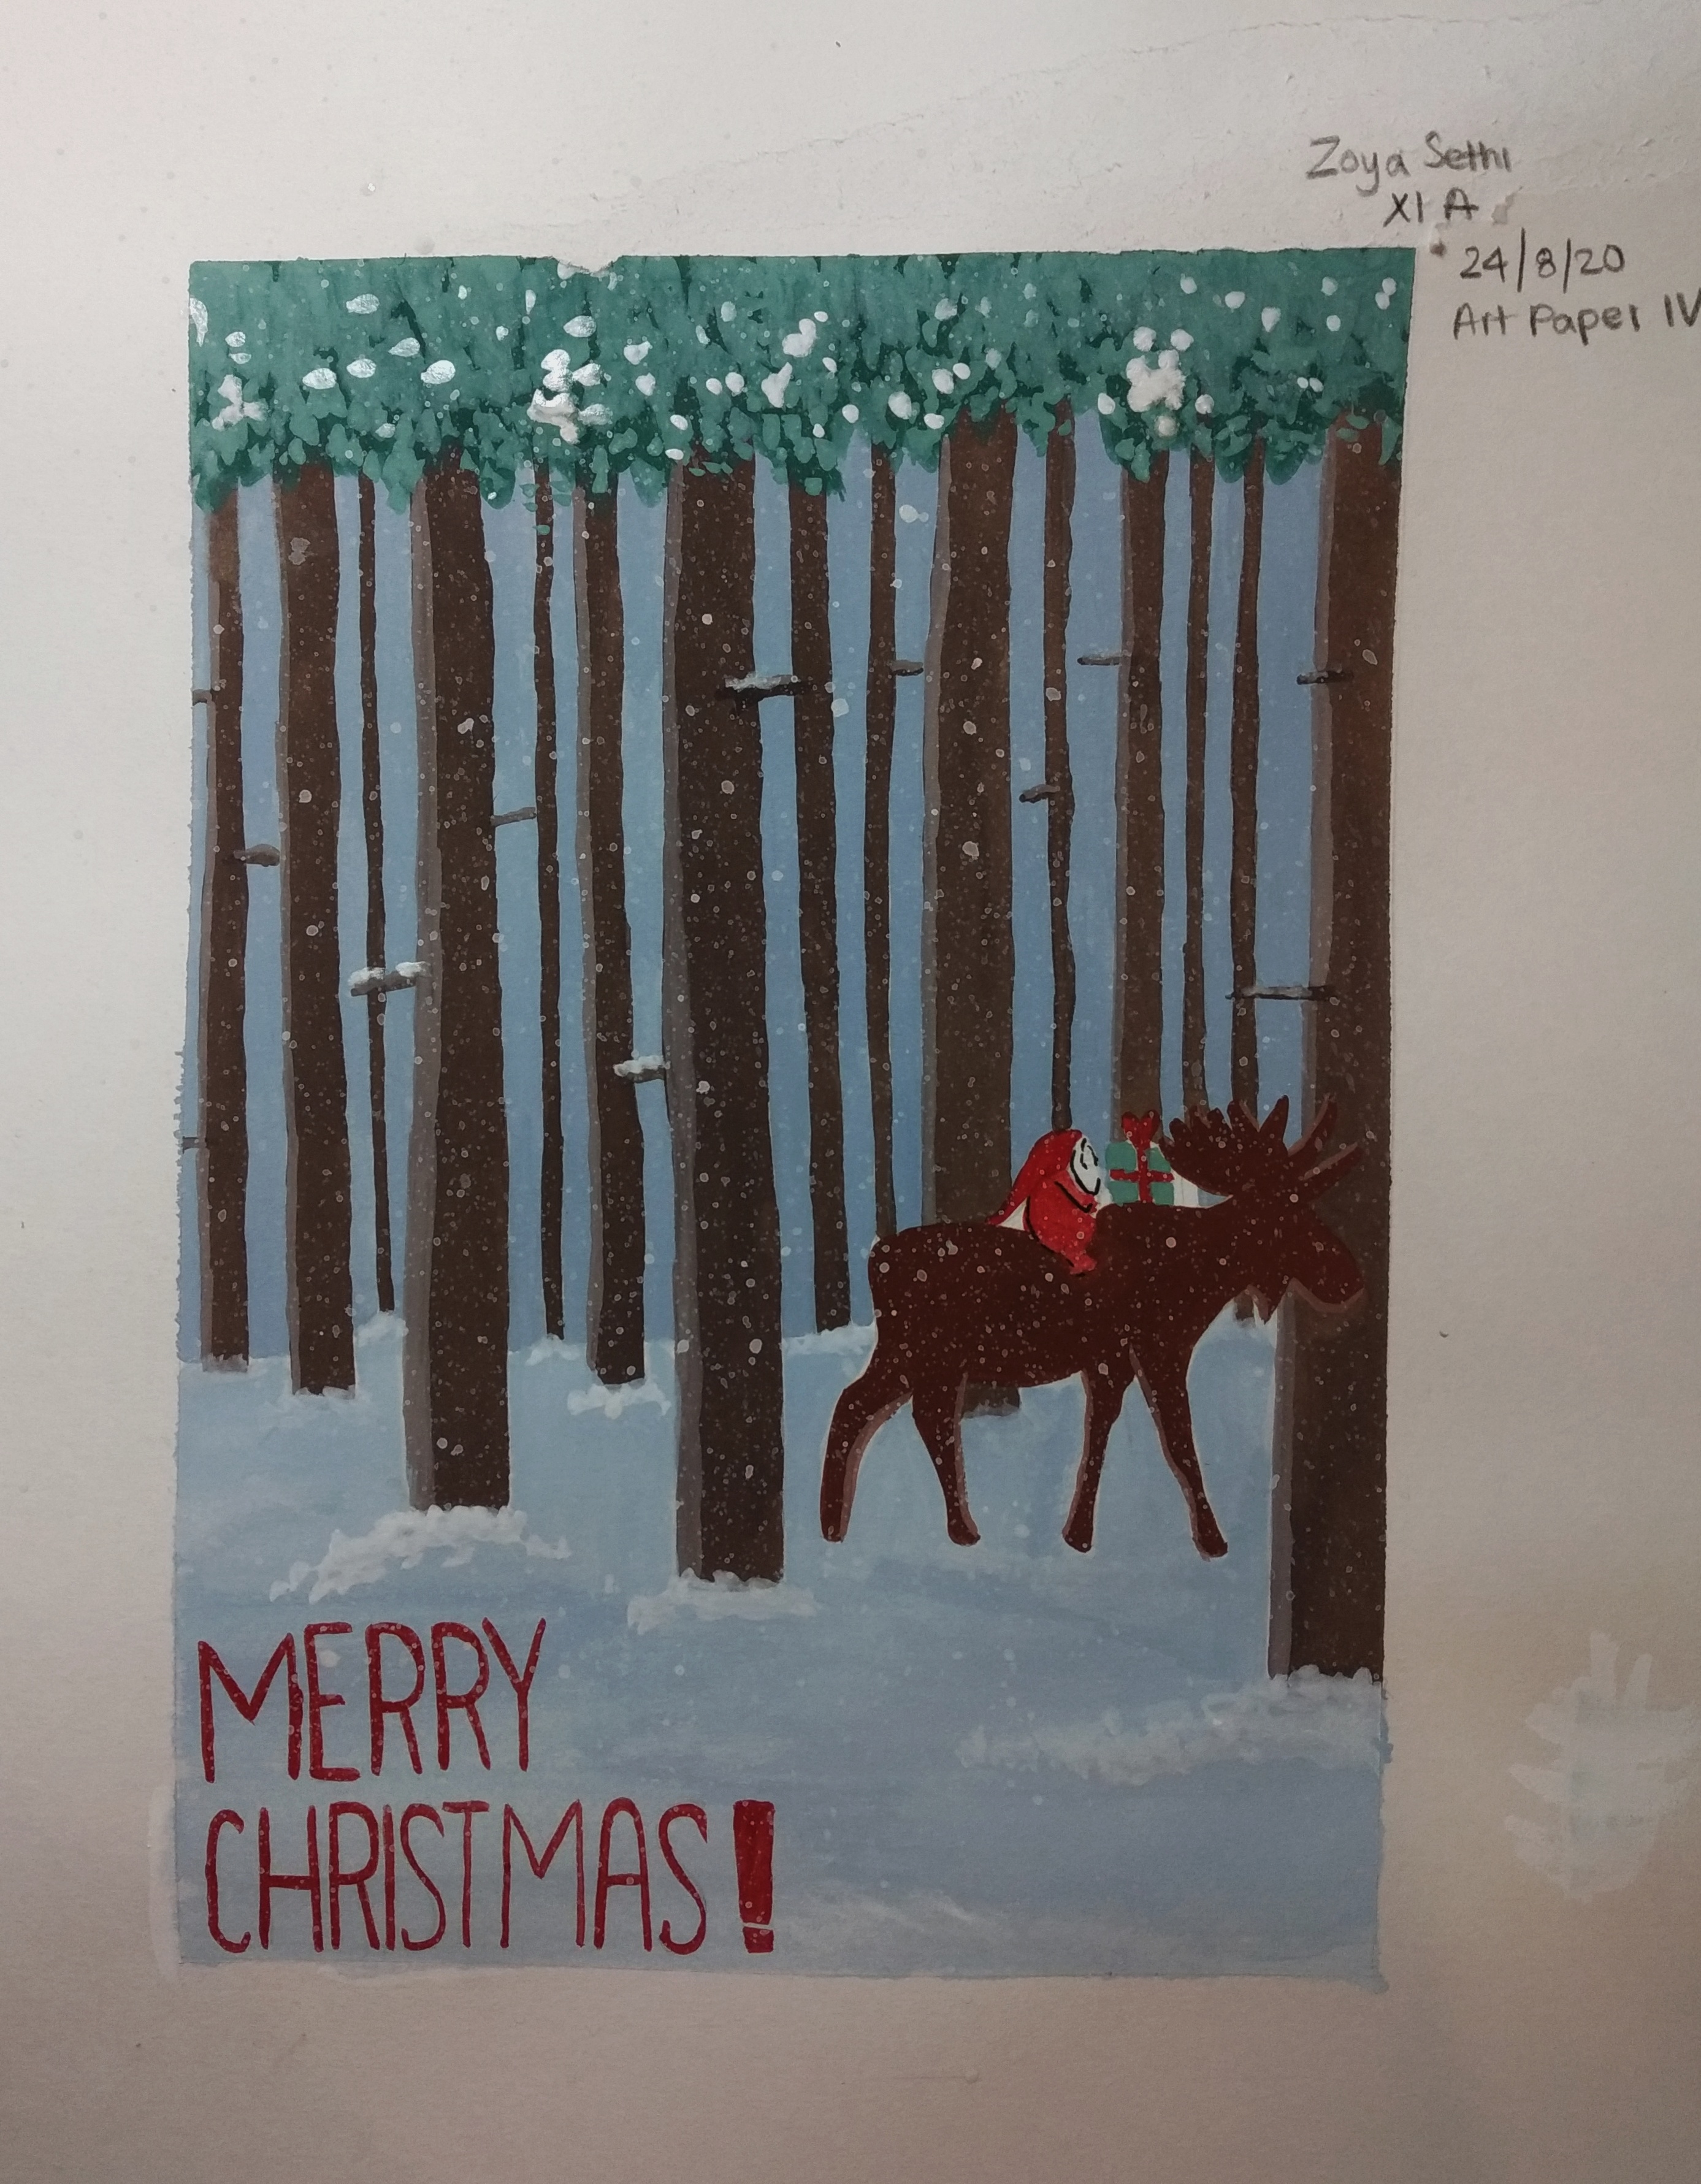 Zoya Sethi
XI A
24/8/20
Art Paper IV
MERRY
CHRISTMAS!